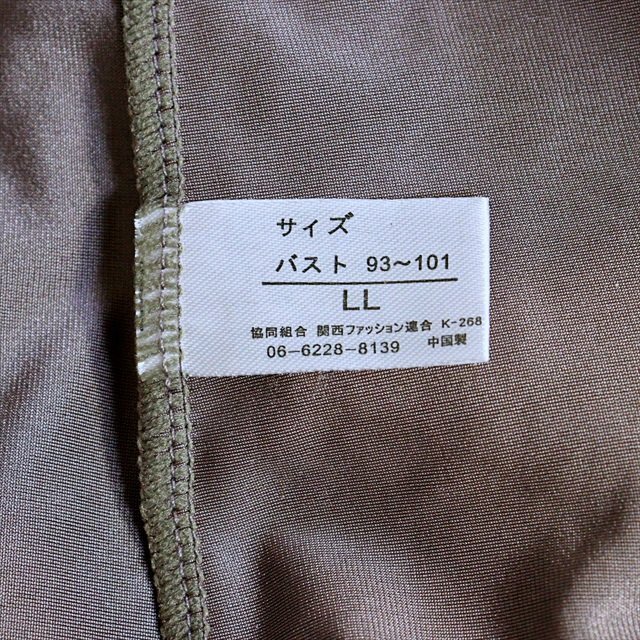 サイズ
バスト 93〜101
LL
協同組合 関西ファッション連合 K-268
06-6228-8139 中国製